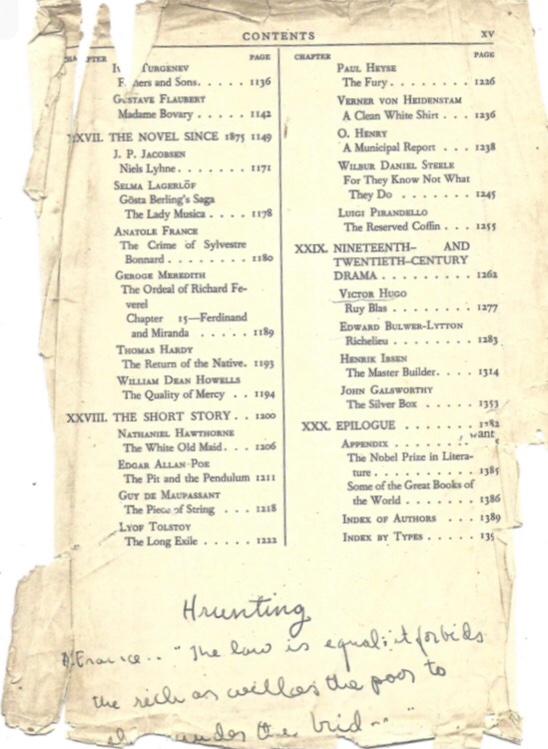 CONTENTS XV
PTER PAGE
TURGENEV
F hers and Sons. . . . . 1136
GUSTAVE FLAUBERT
Madame Bovary . . . . 1142
XXVII. THE NOVEL SINCE 1875 1149
J. P. JACOBSEN
Niels Lyhne . . . . . . . 1171
SELMA LAGERLÖF
Gösta Berling's Saga
The Lady Musica . . . . 1178
ANATOLE FRANCE
The Crime of Sylvestre
Bonnard . . . . . . . . 1180
GEROGE MEREDITH
The Ordeal of Richard Fe-
verel
Chapter 15—Ferdinand
and Miranda . . . . . 1189
THOMAS HARDY
The Return of the Native. 1193
WILLIAM DEAN HOWELLS
The Quality of Mercy . . 1194
XXVIII. THE SHORT STORY . . 1200
NATHANIEL HAWTHORNE
The White Old Maid . . . 1206
EDGAR ALLAN POE
The Pit and the Pendulum 1211
GUY DE MAUPASSANT
The Piece of String . . . 1218
LYOF TOLSTOY
The Long Exile . . . . . 1222
CHAPTER PAGE
PAUL HEYSE
The Fury . . . . . . . . 1226
VERNER VON HEIDENSTAM
A Clean White Shirt . . . 1236
O. HENRY
A Municipal Report . . . 1238
WILBUR DANIEL STEELE
For They Know Not What
They Do . . . . . . . 1245
LUIGI PIRANDELLO
The Reserved Coffin . . . 1255
XXIX. NINETEENTH- AND
TWENTIETH-CENTURY
DRAMA . . . . . . . . . 1262
VICTOR HUGO
Ruy Blas . . . . . . . . 1277
EDWARD BULWER-LYTTON
Richelieu . . . . . . . . 1283
HENRIK IBSEN
The Master Builder. . . . 1314
JOHN GALSWORTHY
The Silver Box . . . . . 1353
XXX. EPILOGUE . . . . . . . 1382
want
APPENDIX . . . . . . . .
The Nobel Prize in Litera-
ture . . . . . . . . . . 1385
Some of the Great Books of
the World . . . . . . . 1386
INDEX OF AUTHORS . . . 1389
INDEX BY TYPES . . . . . 139
Hrunting
A. France .. "The law is equal; it forbids
the rich as well as the poor to
under the brid.. "